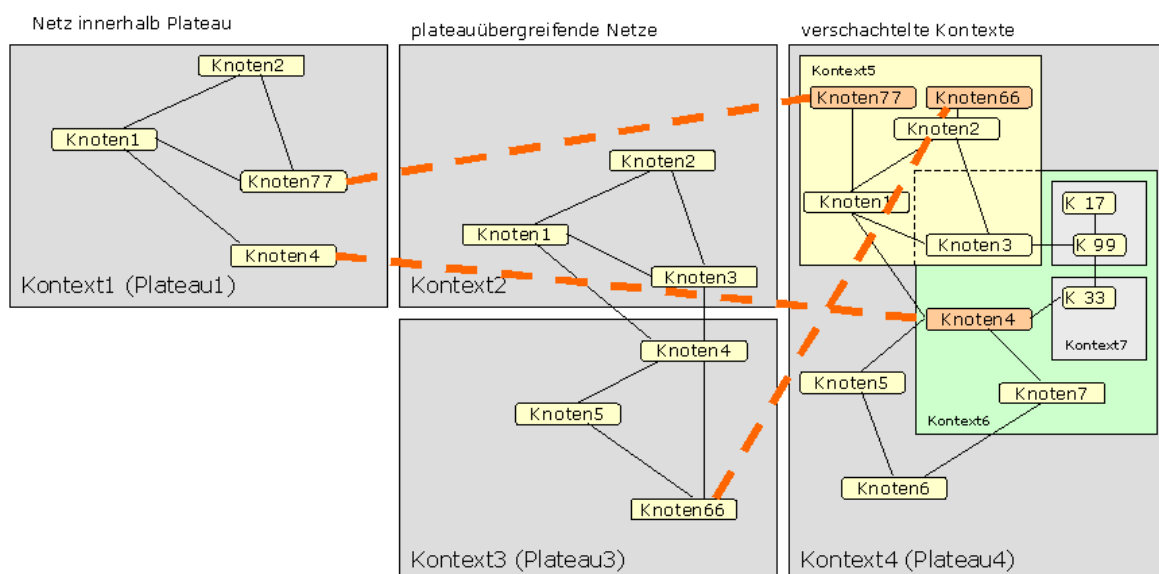 Netz innerhalb Plateau
Knoten2
Knoten1
Knoten77
Knoten4
Kontext1 (Plateau1)
plateauübergreifende Netze
Knoten2
Knoten1
Knoten3
Kontext2
Knoten4
Knoten5
Knoten66
Kontext3 (Plateau3)
verschachtelte Kontexte
Kontext5
Knoten77
Knoten66
Knoten2
Knoten1
Knoten3
K 17
K 99
K 33
Kontext7
Knoten4
Knoten5
Knoten7
Kontext6
Knoten6
Kontext4 (Plateau4)